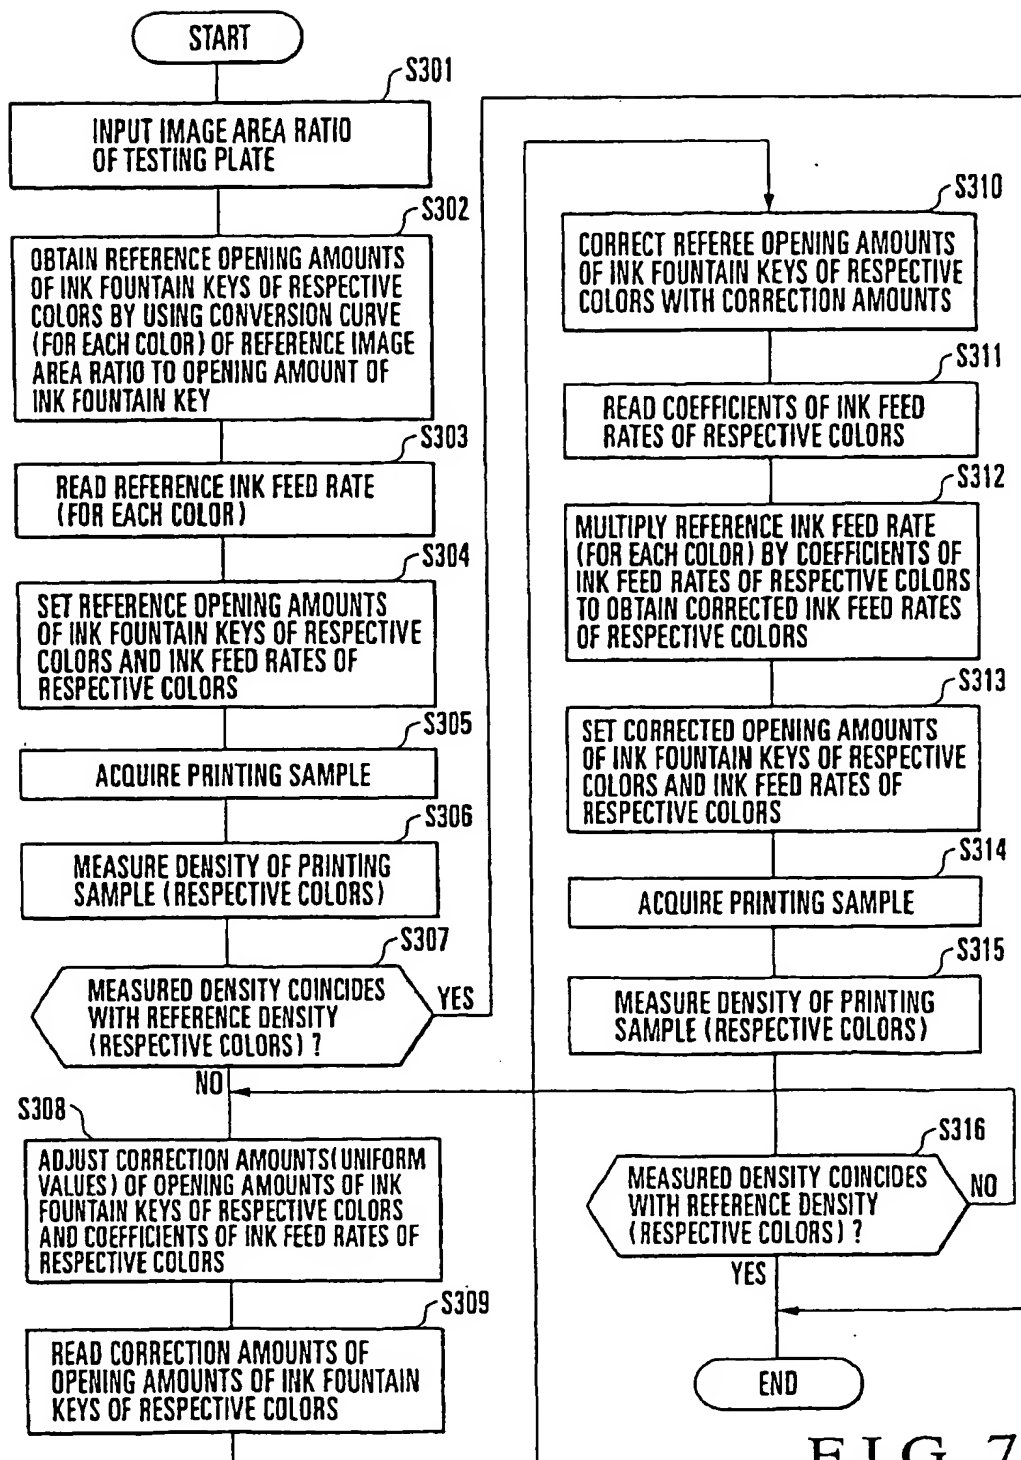 START
S301
INPUT IMAGE AREA RATIO
OF TESTING PLATE
S302
OBTAIN REFERENCE OPENING AMOUNTS
OF INK FOUNTAIN KEYS OF RESPECTIVE
COLORS BY USING CONVERSION CURVE
(FOR EACH COLOR) OF REFERENCE IMAGE
AREA RATIO TO OPENING AMOUNT OF
INK FOUNTAIN KEY
S303
READ REFERENCE INK FEED RATE
(FOR EACH COLOR)
S304
SET REFERENCE OPENING AMOUNTS
OF INK FOUNTAIN KEYS OF RESPECTIVE
COLORS AND INK FEED RATES OF
RESPECTIVE COLORS
S305
ACQUIRE PRINTING SAMPLE
S306
MEASURE DENSITY OF PRINTING
SAMPLE (RESPECTIVE COLORS)
S307
MEASURED DENSITY COINCIDES
WITH REFERENCE DENSITY
(RESPECTIVE COLORS) ?
YES
NO
S308
ADJUST CORRECTION AMOUNTS (UNIFORM
VALUES) OF OPENING AMOUNTS OF INK
FOUNTAIN KEYS OF RESPECTIVE COLORS
AND COEFFICIENTS OF INK FEED RATES OF
RESPECTIVE COLORS
S309
READ CORRECTION AMOUNTS OF
OPENING AMOUNTS OF INK FOUNTAIN
KEYS OF RESPECTIVE COLORS
S310
CORRECT REFEREE OPENING AMOUNTS
OF INK FOUNTAIN KEYS OF RESPECTIVE
COLORS WITH CORRECTION AMOUNTS
S311
READ COEFFICIENTS OF INK FEED
RATES OF RESPECTIVE COLORS
S312
MULTIPLY REFERENCE INK FEED RATE
(FOR EACH COLOR) BY COEFFICIENTS OF
INK FEED RATES OF RESPECTIVE COLORS
TO OBTAIN CORRECTED INK FEED RATES
OF RESPECTIVE COLORS
S313
SET CORRECTED OPENING AMOUNTS
OF INK FOUNTAIN KEYS OF RESPECTIVE
COLORS AND INK FEED RATES OF
RESPECTIVE COLORS
S314
ACQUIRE PRINTING SAMPLE
S315
MEASURE DENSITY OF PRINTING
SAMPLE (RESPECTIVE COLORS)
S316
MEASURED DENSITY COINCIDES
WITH REFERENCE DENSITY
(RESPECTIVE COLORS) ?
NO
YES
END
FIG. 7